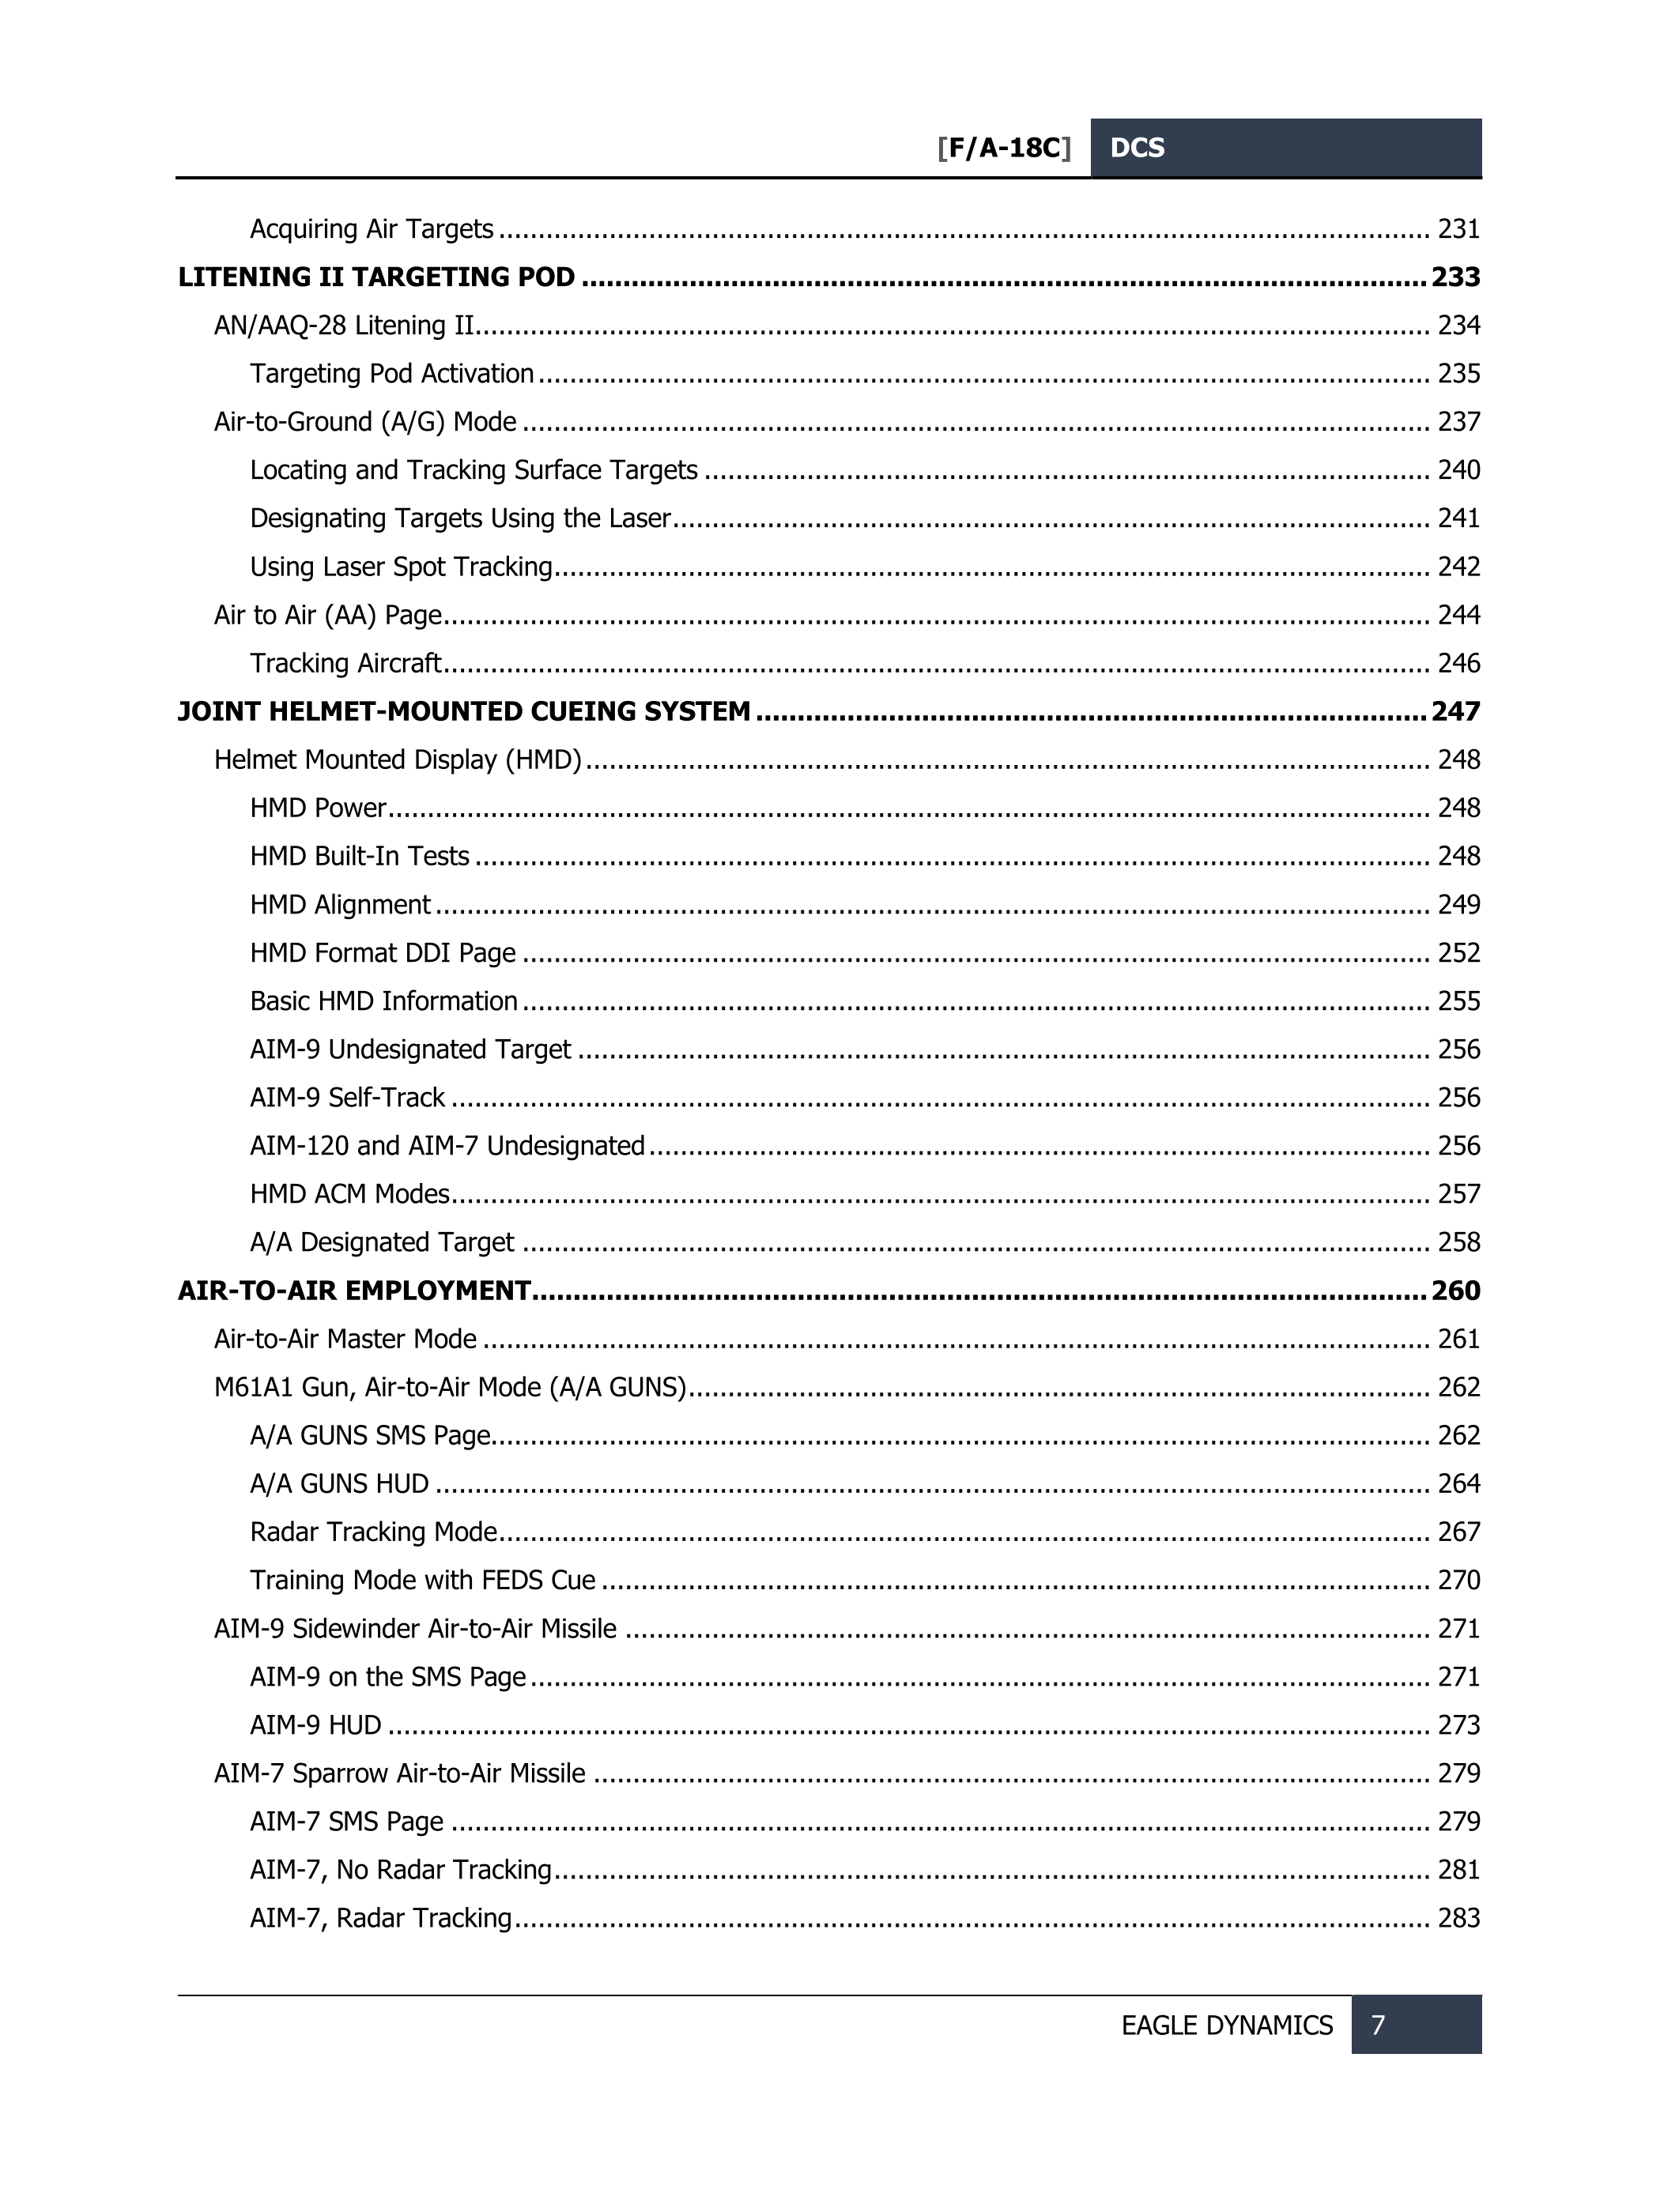 [F/A-18C] DCS
Acquiring Air Targets ........ 231
LITENING II TARGETING POD ........ 233
AN/AAQ-28 Litening II ........ 234
Targeting Pod Activation ........ 235
Air-to-Ground (A/G) Mode ........ 237
Locating and Tracking Surface Targets ........ 240
Designating Targets Using the Laser ........ 241
Using Laser Spot Tracking ........ 242
Air to Air (AA) Page ........ 244
Tracking Aircraft ........ 246
JOINT HELMET-MOUNTED CUEING SYSTEM ........ 247
Helmet Mounted Display (HMD) ........ 248
HMD Power ........ 248
HMD Built-In Tests ........ 248
HMD Alignment ........ 249
HMD Format DDI Page ........ 252
Basic HMD Information ........ 255
AIM-9 Undesignated Target ........ 256
AIM-9 Self-Track ........ 256
AIM-120 and AIM-7 Undesignated ........ 256
HMD ACM Modes ........ 257
A/A Designated Target ........ 258
AIR-TO-AIR EMPLOYMENT ........ 260
Air-to-Air Master Mode ........ 261
M61A1 Gun, Air-to-Air Mode (A/A GUNS) ........ 262
A/A GUNS SMS Page ........ 262
A/A GUNS HUD ........ 264
Radar Tracking Mode ........ 267
Training Mode with FEDS Cue ........ 270
AIM-9 Sidewinder Air-to-Air Missile ........ 271
AIM-9 on the SMS Page ........ 271
AIM-9 HUD ........ 273
AIM-7 Sparrow Air-to-Air Missile ........ 279
AIM-7 SMS Page ........ 279
AIM-7, No Radar Tracking ........ 281
AIM-7, Radar Tracking ........ 283
EAGLE DYNAMICS 7